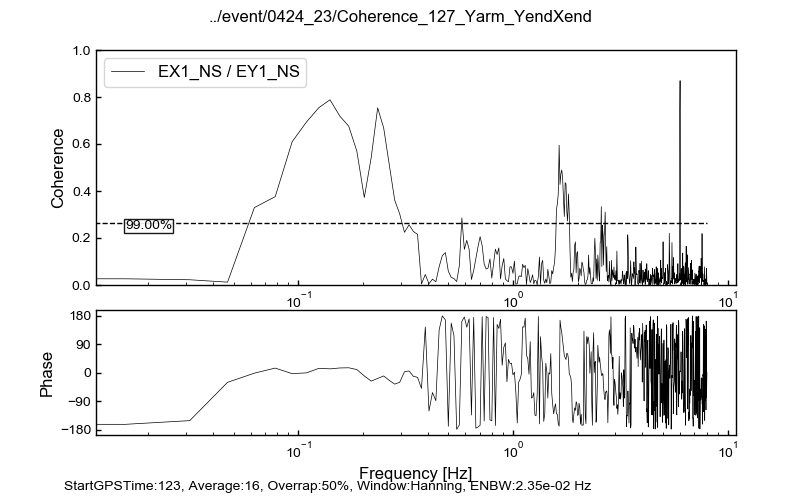 ../event/0424_23/Coherence_127_Yarm_YendXend
EX1_NS / EY1_NS
Coherence
1.0
0.8
0.6
0.4
0.2
0.0
99.00%
10⁻¹ 10⁰ 10¹
Phase
180
90
0
−90
−180
10⁻¹ 10⁰ 10¹
Frequency [Hz]
StartGPSTime:123, Average:16, Overrap:50%, Window:Hanning, ENBW:2.35e-02 Hz